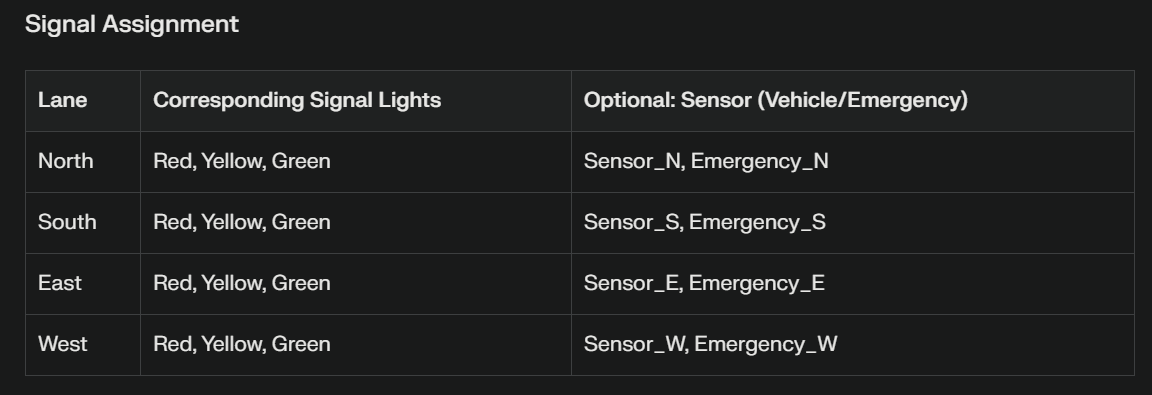 Signal Assignment
Lane Corresponding Signal Lights Optional: Sensor (Vehicle/Emergency)
North Red, Yellow, Green Sensor_N, Emergency_N
South Red, Yellow, Green Sensor_S, Emergency_S
East Red, Yellow, Green Sensor_E, Emergency_E
West Red, Yellow, Green Sensor_W, Emergency_W